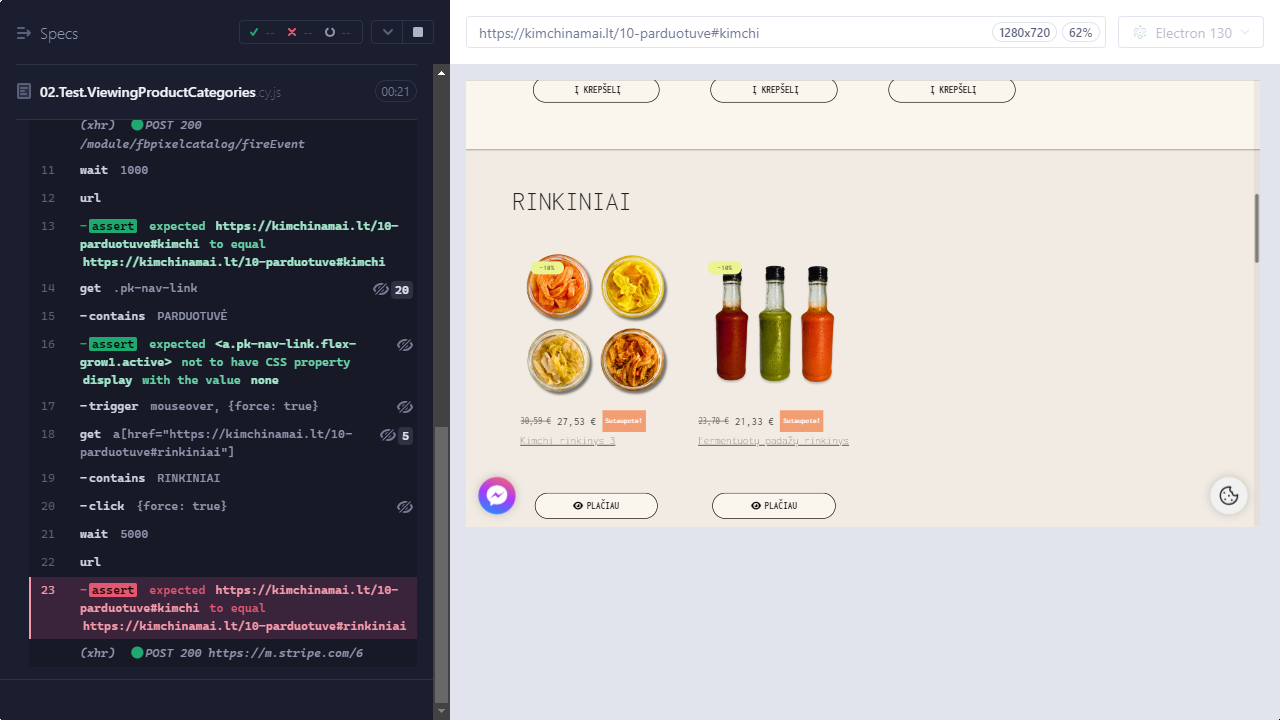 Specs
-- -- --
https://kimchinamai.lt/10-parduotuve#kimchi
1280x720
62%
Electron 130
02.Test.ViewingProductCategories.cy.js
00:21
(xhr) POST 200
/module/fbpixelcatalog/fireEvent
11 wait 1000
12 url
13 -assert expected https://kimchinamai.lt/10-
parduotuve#kimchi to equal
https://kimchinamai.lt/10-parduotuve#kimchi
14 get .pk-nav-link 20
15 -contains PARDUOTUVĖ
16 -assert expected <a.pk-nav-link.flex-
grow1.active> not to have CSS property
display with the value none
17 -trigger mouseover, {force: true}
18 get a[href="https://kimchinamai.lt/10- 5
parduotuve#rinkiniai"]
19 -contains RINKINIAI
20 -click {force: true}
21 wait 5000
22 url
23 -assert expected https://kimchinamai.lt/10-
parduotuve#kimchi to equal
https://kimchinamai.lt/10-parduotuve#rinkiniai
(xhr) POST 200 https://m.stripe.com/6
Į KREPŠELĮ Į KREPŠELĮ Į KREPŠELĮ
RINKINIAI
-10% -10%
30,59 € 27,53 € Sutaupote! 23,70 € 21,33 € Sutaupote!
Kimchi rinkinys 3 Fermentuotų padažų rinkinys
PLAČIAU PLAČIAU